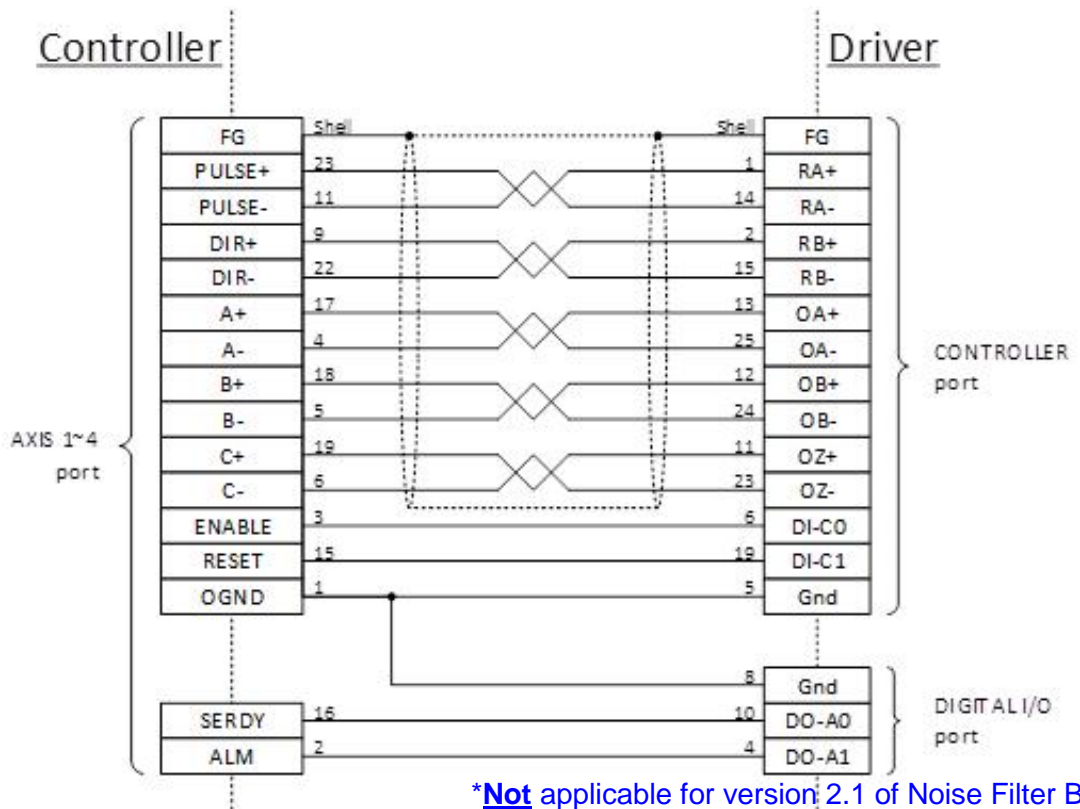 Controller Driver
FG Shell Shell FG
PULSE+ 23 1 RA+
PULSE- 11 14 RA-
DIR+ 9 2 RB+
DIR- 22 15 RB-
A+ 17 13 OA+
A- 4 25 OA-
B+ 18 12 OB+
B- 5 24 OB-
C+ 19 11 OZ+
C- 6 23 OZ-
ENABLE 3 6 DI-C0
RESET 15 19 DI-C1
OGND 1 5 Gnd
AXIS 1~4
port
CONTROLLER
port
8 Gnd
SERDY 16 10 DO-A0
ALM 2 4 DO-A1
DIGITAL I/O
port
*Not applicable for version 2.1 of Noise Filter B